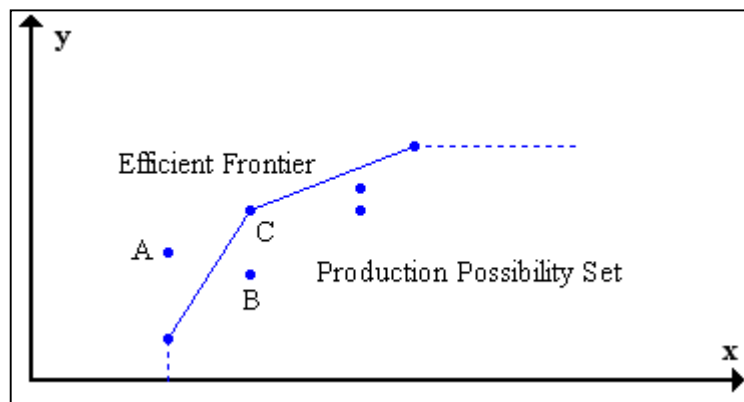 y
Efficient Frontier
C
A
Production Possibility Set
B
x